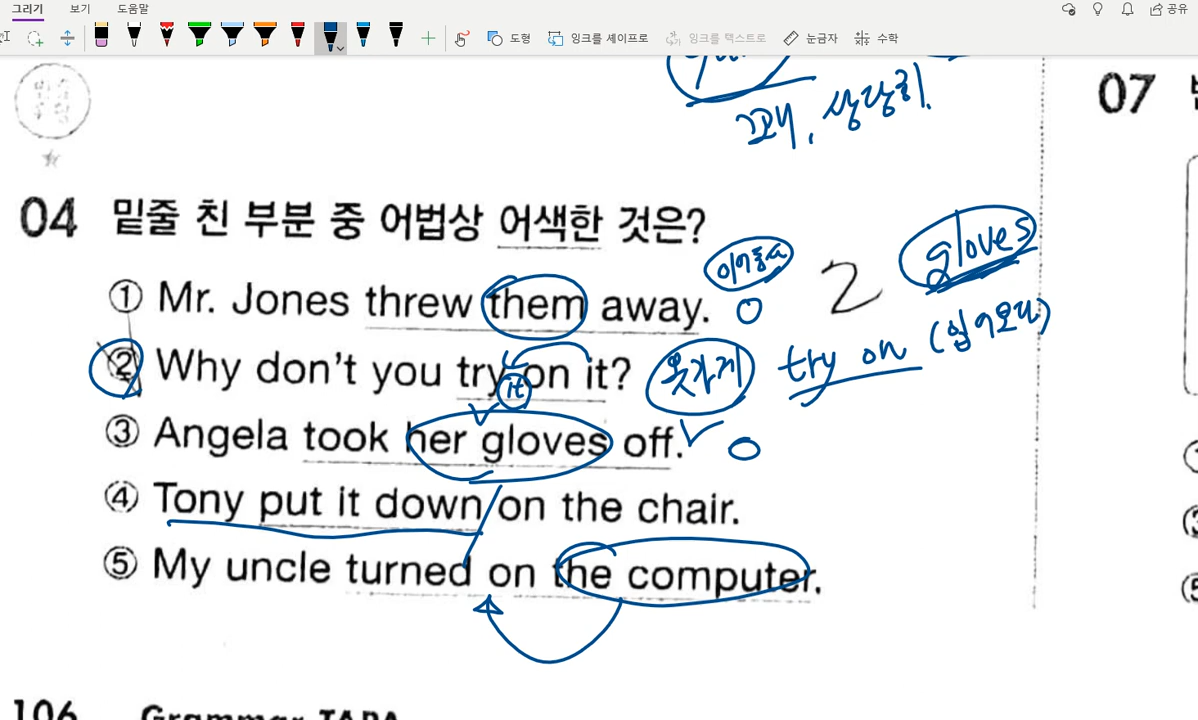 그리기 보기 도움말 공유
도형 잉크를 셰이프로 잉크를 텍스트로 눈금자 수학
꽤, 상당히.
07
04 밑줄 친 부분 중 어법상 어색한 것은?
이어동사 2 gloves
① Mr. Jones threw them away.
② Why don't you try on it? 옷가게 try on (입어보다)
it
③ Angela took her gloves off.
④ Tony put it down on the chair.
⑤ My uncle turned on the computer.
106 Grammar TAPA